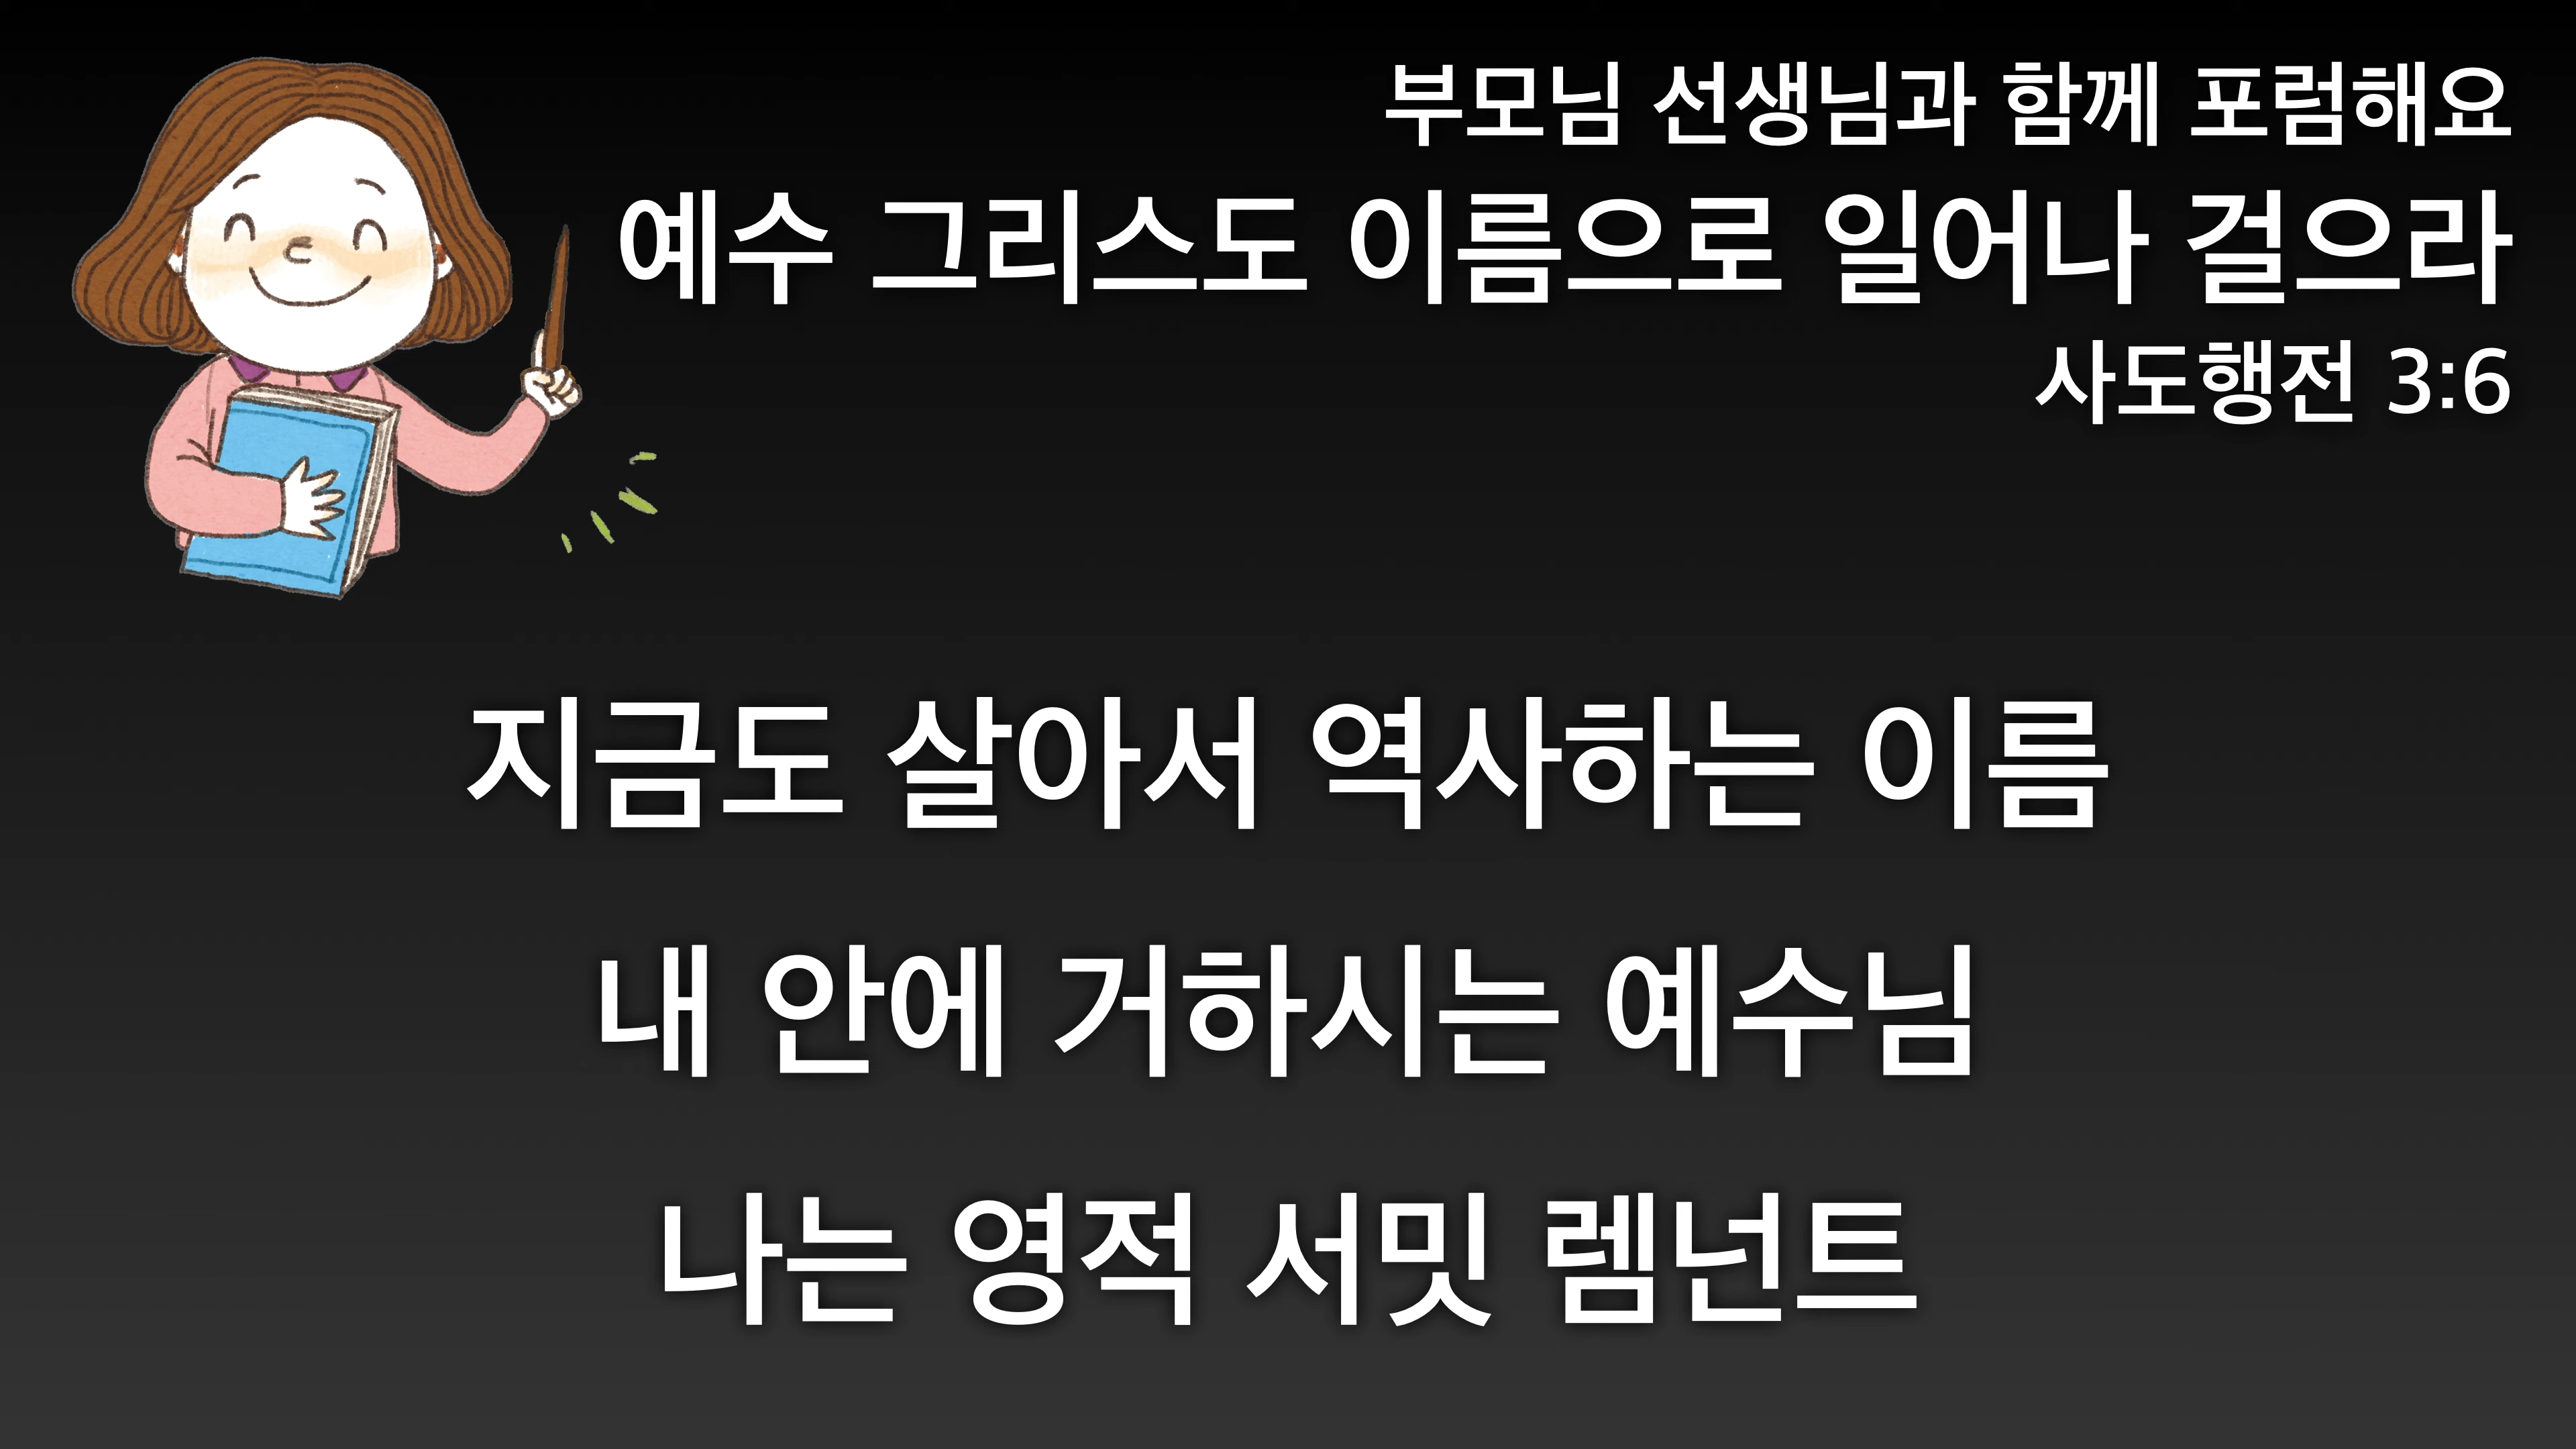 부모님 선생님과 함께 포럼해요
예수 그리스도 이름으로 일어나 걸으라
사도행전 3:6
지금도 살아서 역사하는 이름
내 안에 거하시는 예수님
나는 영적 서밋 렘넌트